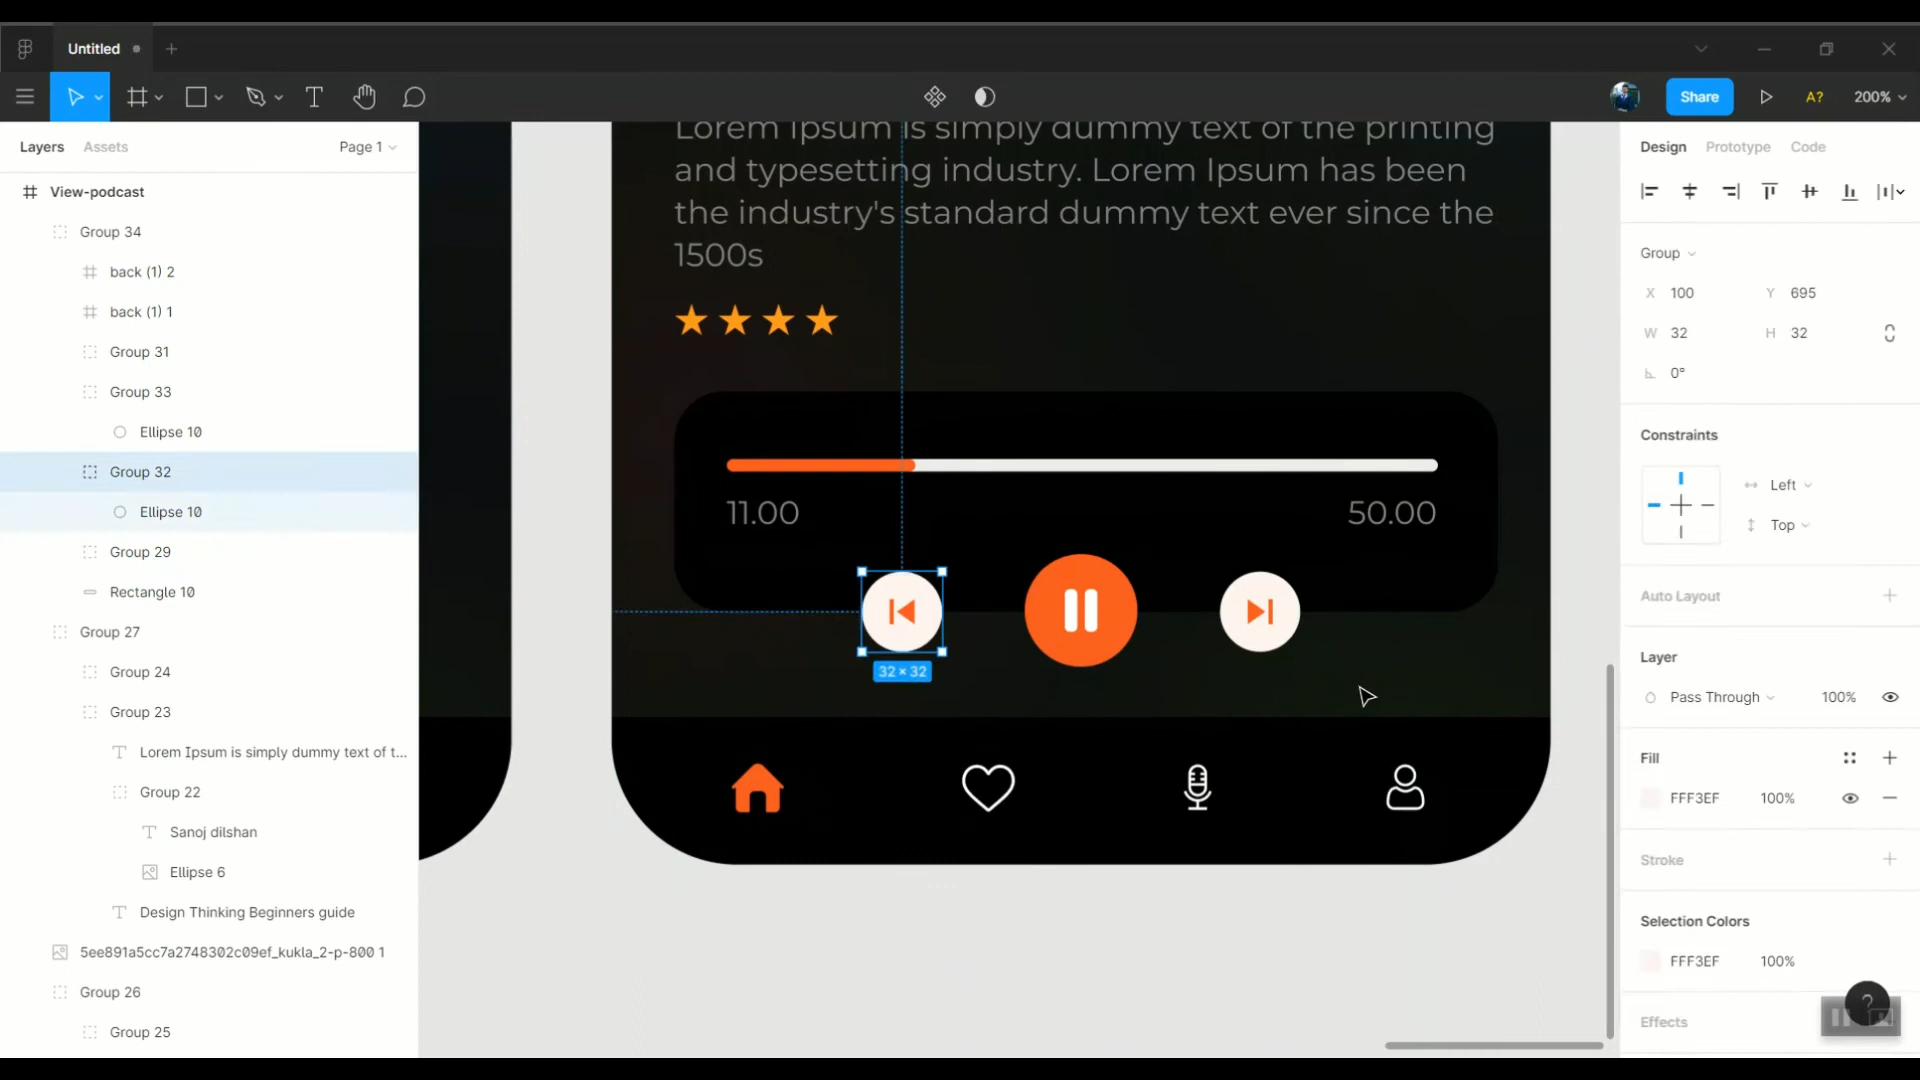 Untitled
Share
A?
200%
Layers
Assets
Page 1
View-podcast
Group 34
back (1) 2
back (1) 1
Group 31
Group 33
Ellipse 10
Group 32
Ellipse 10
Group 29
Rectangle 10
Group 27
Group 24
Group 23
Lorem Ipsum is simply dummy text of t...
Group 22
Sanoj dilshan
Ellipse 6
Design Thinking Beginners guide
5ee891a5cc7a2748302c09ef_kukla_2-p-800 1
Group 26
Group 25
Lorem Ipsum is simply dummy text of the printing
and typesetting industry. Lorem Ipsum has been
the industry's standard dummy text ever since the
1500s
11.00
50.00
32 × 32
Design
Prototype
Code
Group
X 100
Y 695
W 32
H 32
0°
Constraints
Left
Top
Auto Layout
Layer
Pass Through
100%
Fill
FFF3EF
100%
Stroke
Selection Colors
FFF3EF
100%
Effects
?